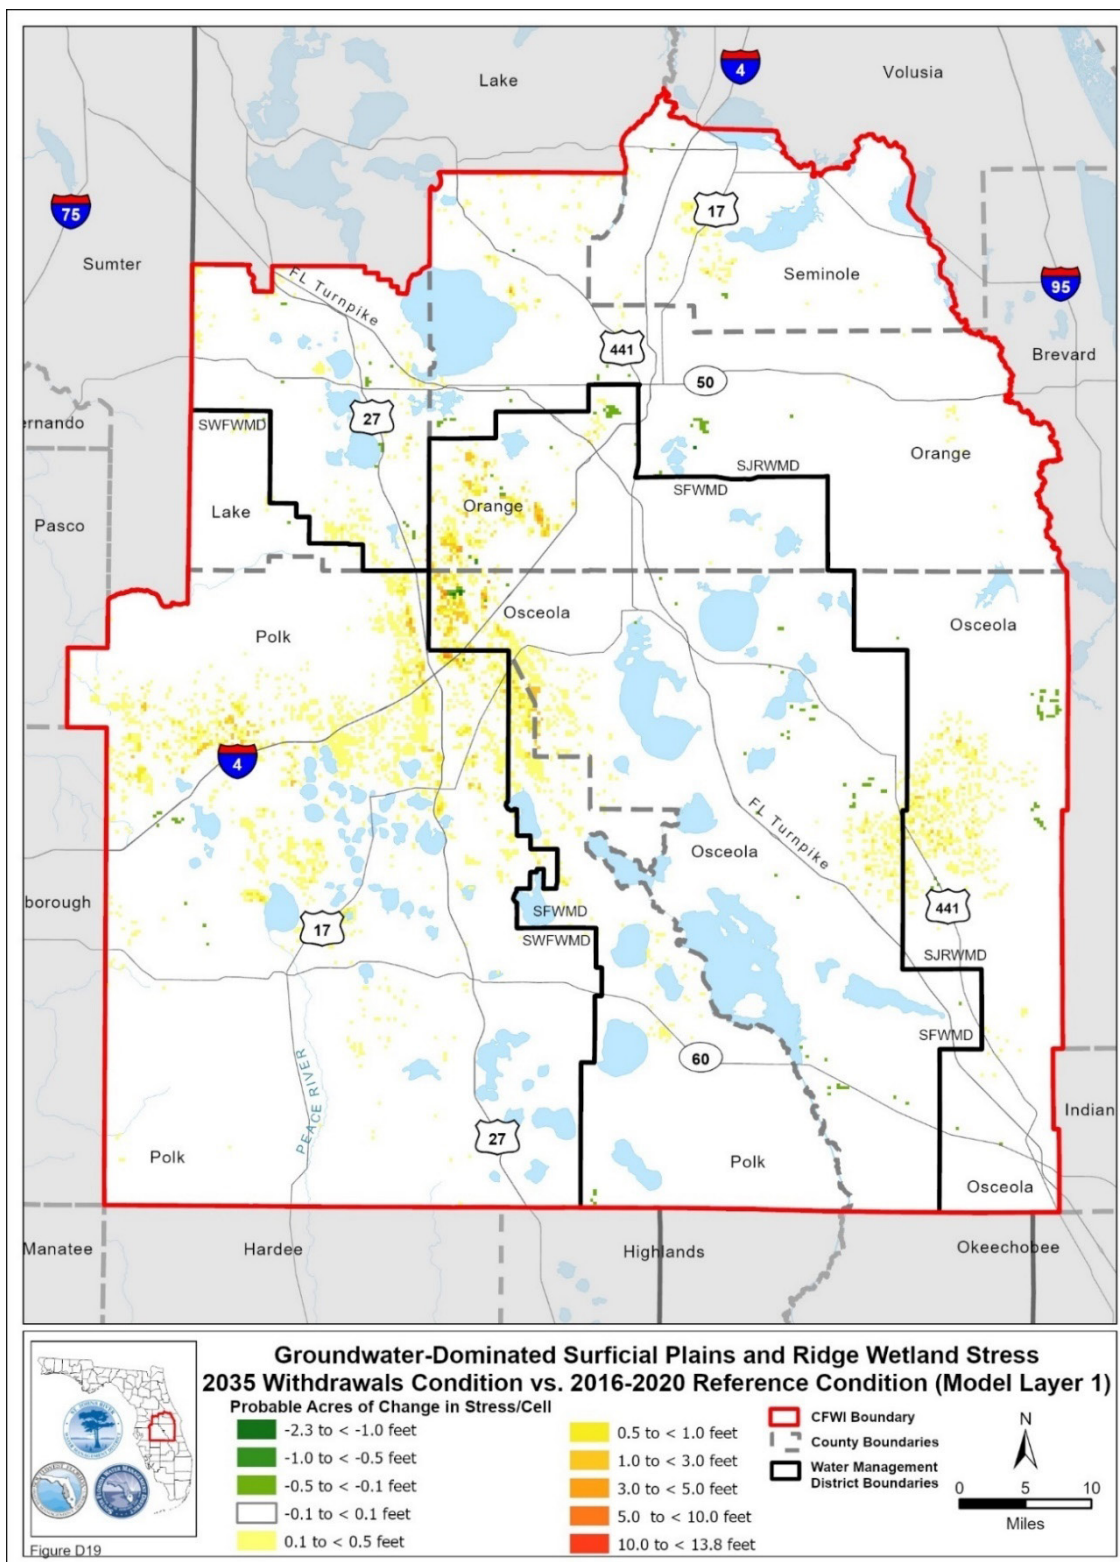 Lake
Volusia
4
75
17
Sumter
Seminole
FL Turnpike
95
441
Brevard
50
27
ernando
SWFWMD
Orange
SJRWMD
SFWMD
Lake
Orange
Pasco
Osceola
Osceola
Polk
4
FL Turnpike
Osceola
borough
441
SFWMD
17
SWFWMD
SJRWMD
SFWMD
60
PEACE RIVER
Indian
27
Polk
Polk
Osceola
Manatee
Hardee
Highlands
Okeechobee
Groundwater-Dominated Surficial Plains and Ridge Wetland Stress
2035 Withdrawals Condition vs. 2016-2020 Reference Condition (Model Layer 1)
Probable Acres of Change in Stress/Cell
-2.3 to < -1.0 feet
-1.0 to < -0.5 feet
-0.5 to < -0.1 feet
-0.1 to < 0.1 feet
0.1 to < 0.5 feet
0.5 to < 1.0 feet
1.0 to < 3.0 feet
3.0 to < 5.0 feet
5.0 to < 10.0 feet
10.0 to < 13.8 feet
CFWI Boundary
County Boundaries
Water Management
District Boundaries
N
0 5 10
Miles
Figure D19